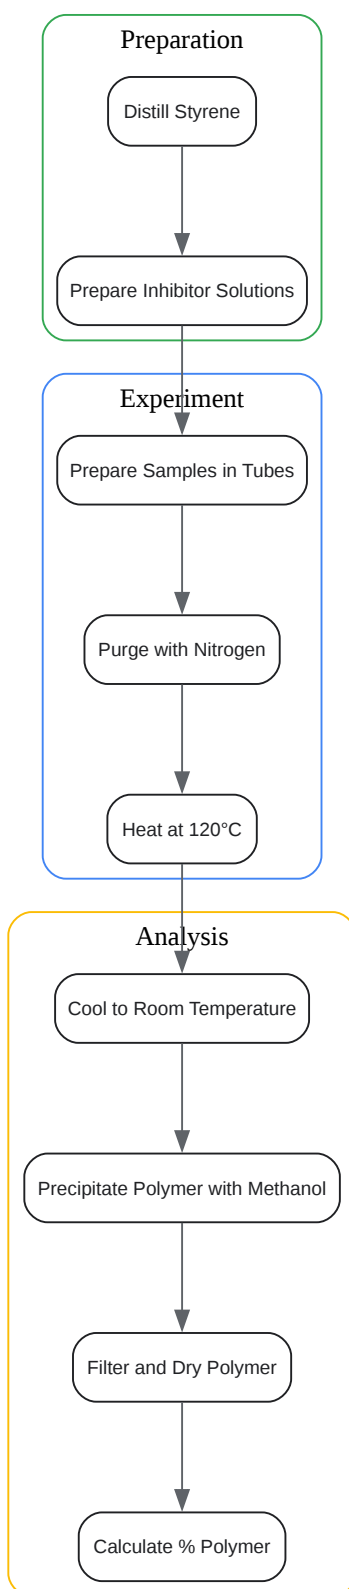 Preparation
Distill Styrene
Prepare Inhibitor Solutions
Experiment
Prepare Samples in Tubes
Purge with Nitrogen
Heat at 120°C
Analysis
Cool to Room Temperature
Precipitate Polymer with Methanol
Filter and Dry Polymer
Calculate % Polymer